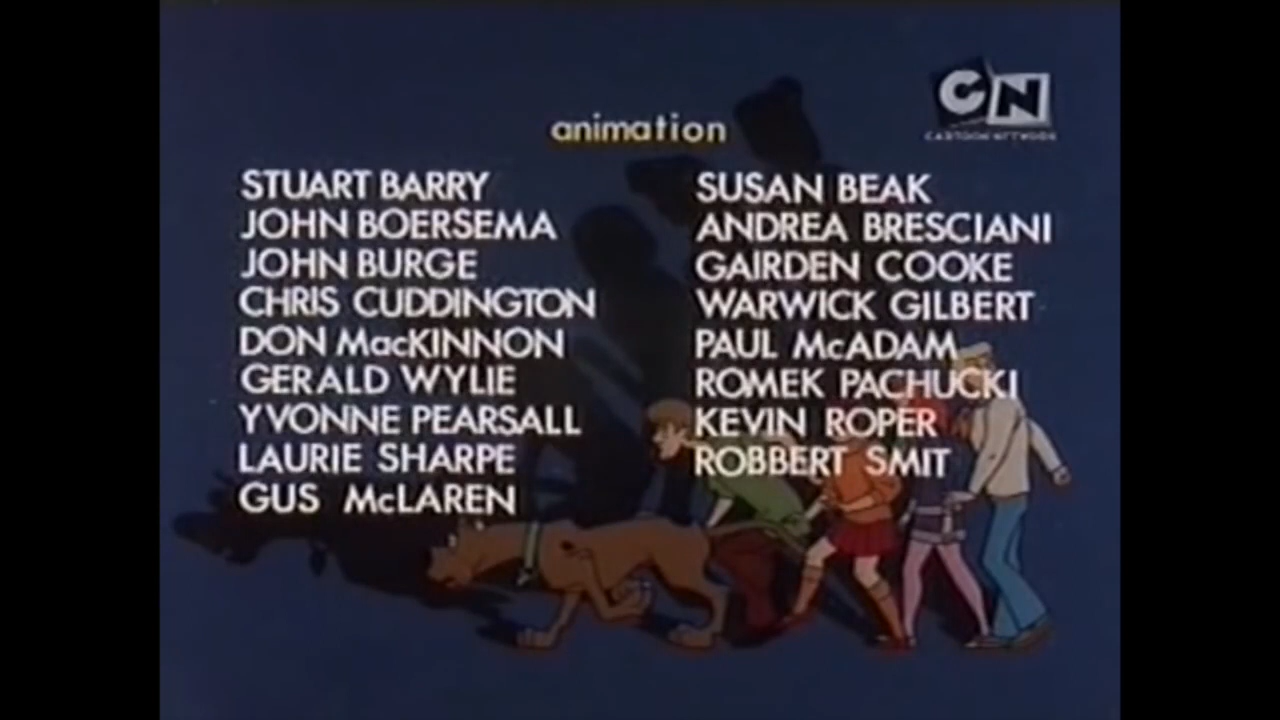 CN
CARTOON NETWORK
animation
STUART BARRY
JOHN BOERSEMA
JOHN BURGE
CHRIS CUDDINGTON
DON MacKINNON
GERALD WYLIE
YVONNE PEARSALL
LAURIE SHARPE
GUS McLAREN
SUSAN BEAK
ANDREA BRESCIANI
GAIRDEN COOKE
WARWICK GILBERT
PAUL McADAM
ROMEK PACHUCKI
KEVIN ROPER
ROBBERT SMIT